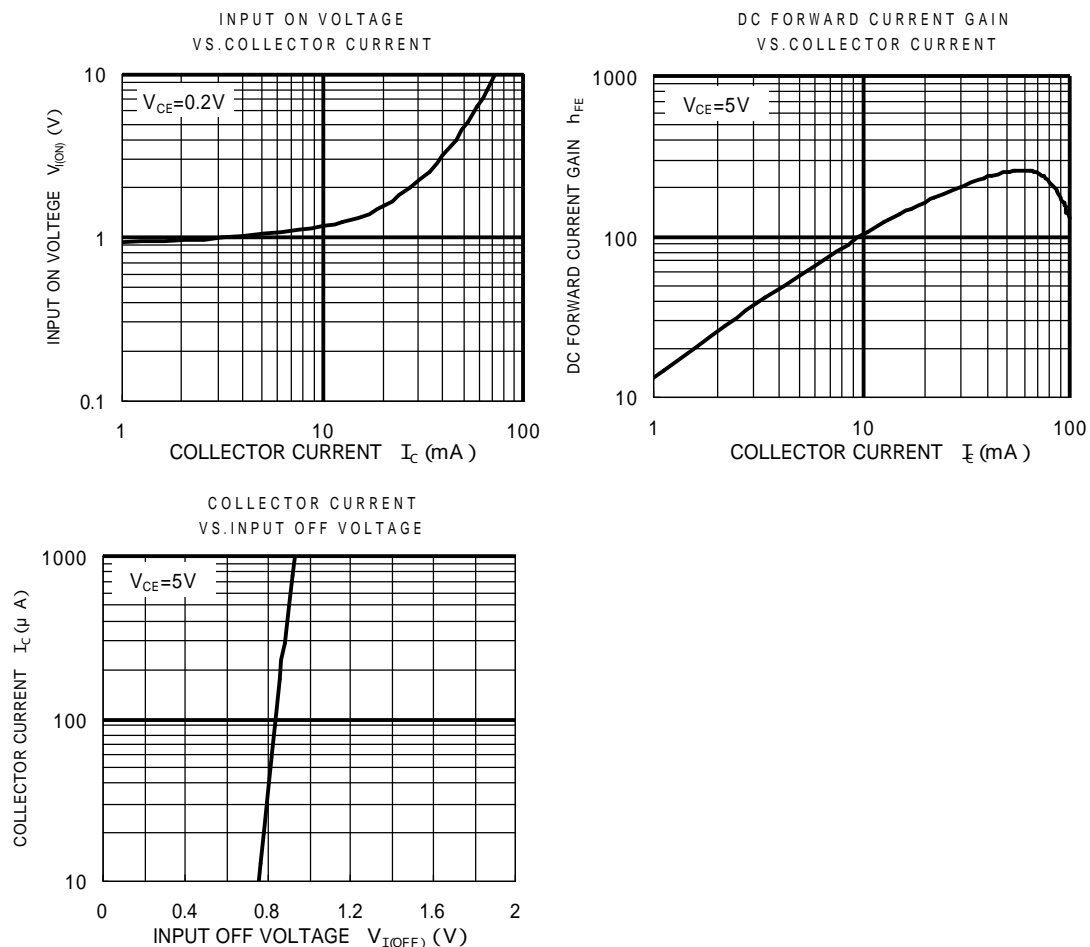 INPUT ON VOLTAGE
VS.COLLECTOR CURRENT
10
1
0.1
VCE=0.2V
INPUT ON VOLTEGE VI(ON) (V)
1
10
100
COLLECTOR CURRENT IC (mA)
DC FORWARD CURRENT GAIN
VS.COLLECTOR CURRENT
1000
100
10
VCE=5V
DC FORWARD CURRENT GAIN hFE
1
10
100
COLLECTOR CURRENT IE (mA)
COLLECTOR CURRENT
VS.INPUT OFF VOLTAGE
1000
100
10
VCE=5V
COLLECTOR CURRENT IC (μ A)
0
0.4
0.8
1.2
1.6
2
INPUT OFF VOLTAGE VI(OFF) (V)